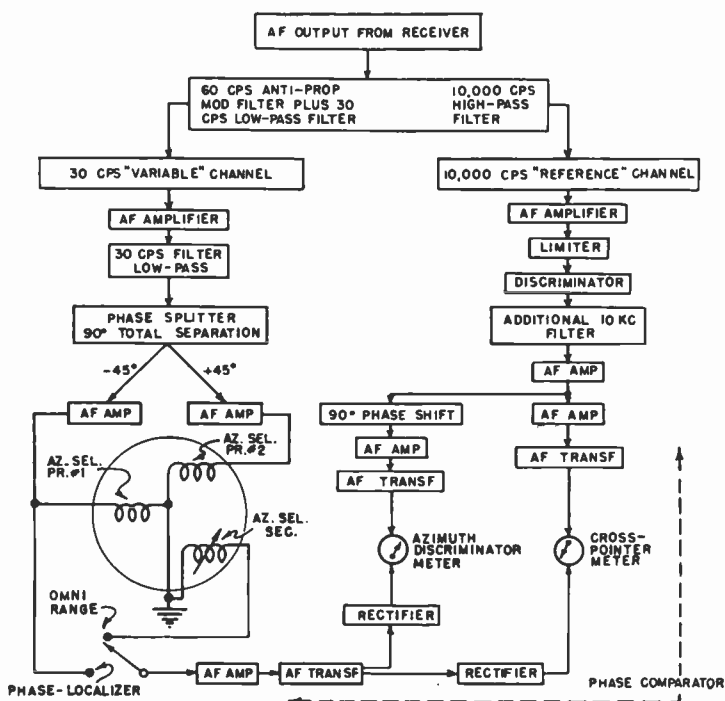 AF OUTPUT FROM RECEIVER
60 CPS ANTI-PROP
MOD FILTER PLUS 30
CPS LOW-PASS FILTER
10,000 CPS
HIGH-PASS
FILTER
30 CPS "VARIABLE" CHANNEL
10,000 CPS "REFERENCE" CHANNEL
AF AMPLIFIER
AF AMPLIFIER
30 CPS FILTER
LOW-PASS
LIMITER
DISCRIMINATOR
PHASE SPLITTER
90° TOTAL SEPARATION
ADDITIONAL 10 KC
FILTER
-45°
+45°
AF AMP
AF AMP
AF AMP
90° PHASE SHIFT
AF AMP
AZ. SEL.
PR.#2
AF AMP
AZ. SEL.
PR.#1
AF TRANSF
AF TRANSF
AZ. SEL.
SEC.
AZIMUTH
DISCRIMINATOR
METER
CROSS-
POINTER
METER
OMNI
RANGE
RECTIFIER
AF AMP
AF TRANSF
RECTIFIER
PHASE COMPARATOR
PHASE-LOCALIZER